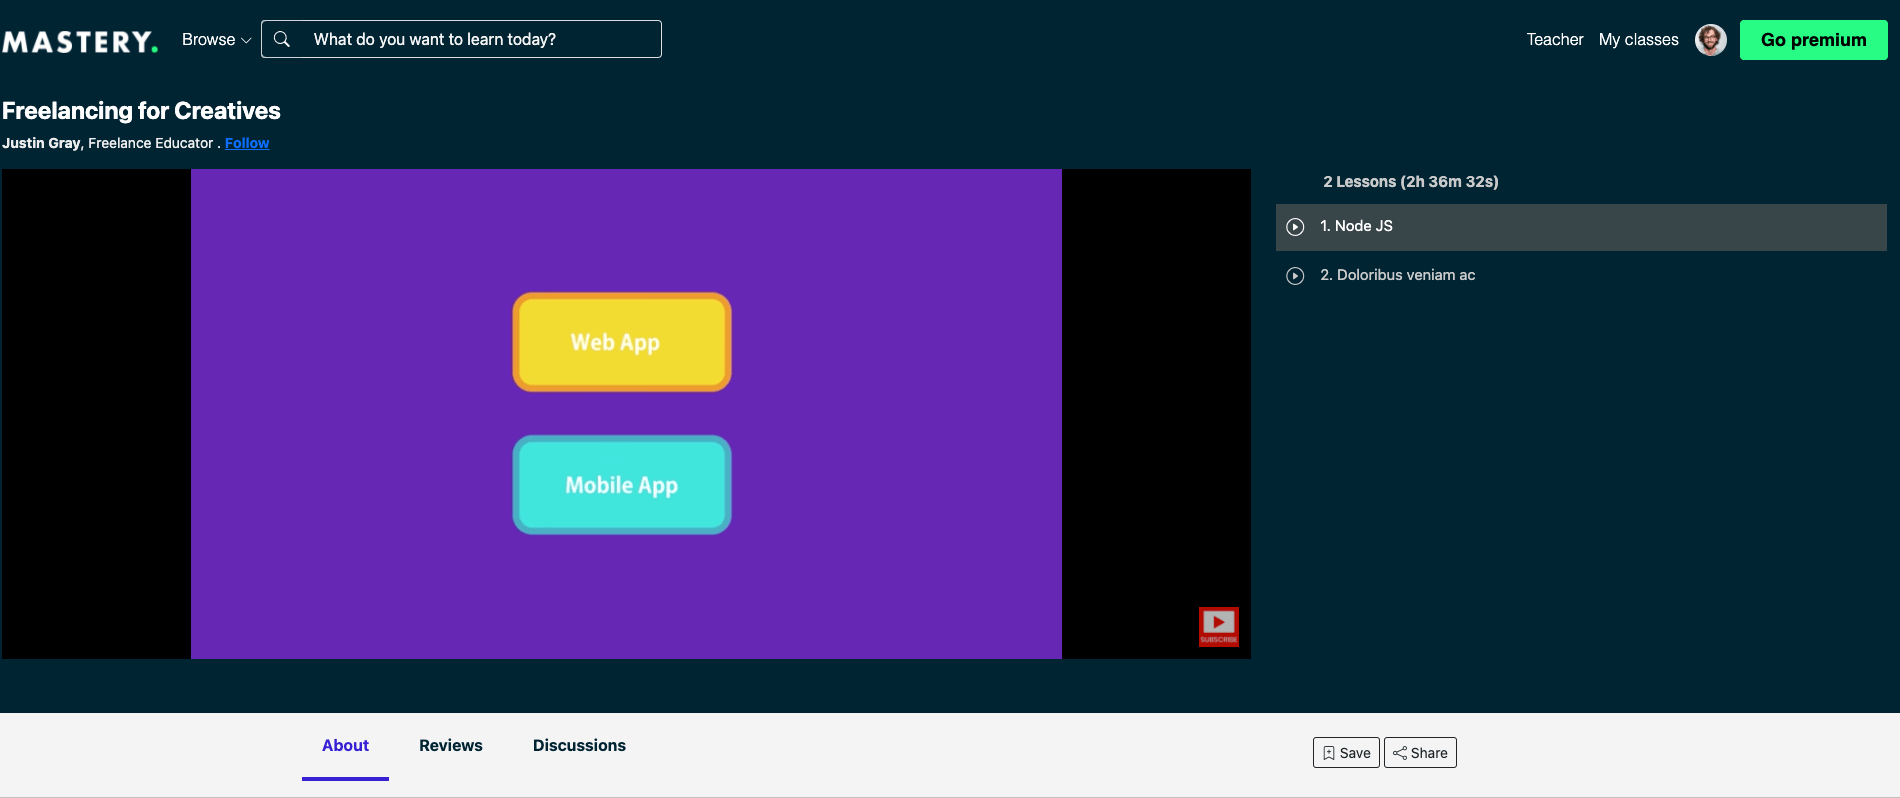 MASTERY.
Browse
What do you want to learn today?
Teacher
My classes
Go premium
Freelancing for Creatives
Justin Gray, Freelance Educator . Follow
2 Lessons (2h 36m 32s)
1. Node JS
2. Doloribus veniam ac
Web App
Mobile App
SUBSCRIBE
About
Reviews
Discussions
Save
Share